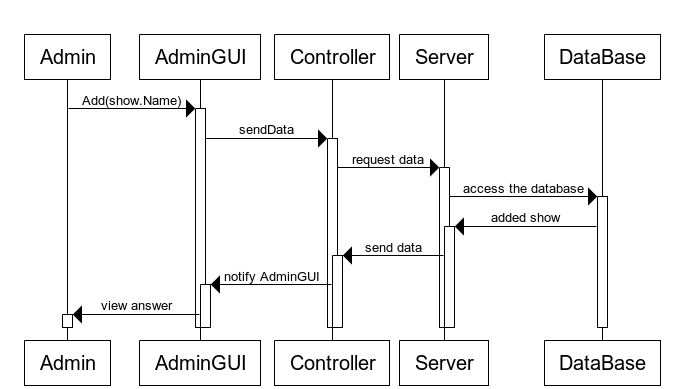 Admin
AdminGUI
Controller
Server
DataBase
Add(show.Name)
sendData
request data
access the database
added show
send data
notify AdminGUI
view answer
Admin
AdminGUI
Controller
Server
DataBase